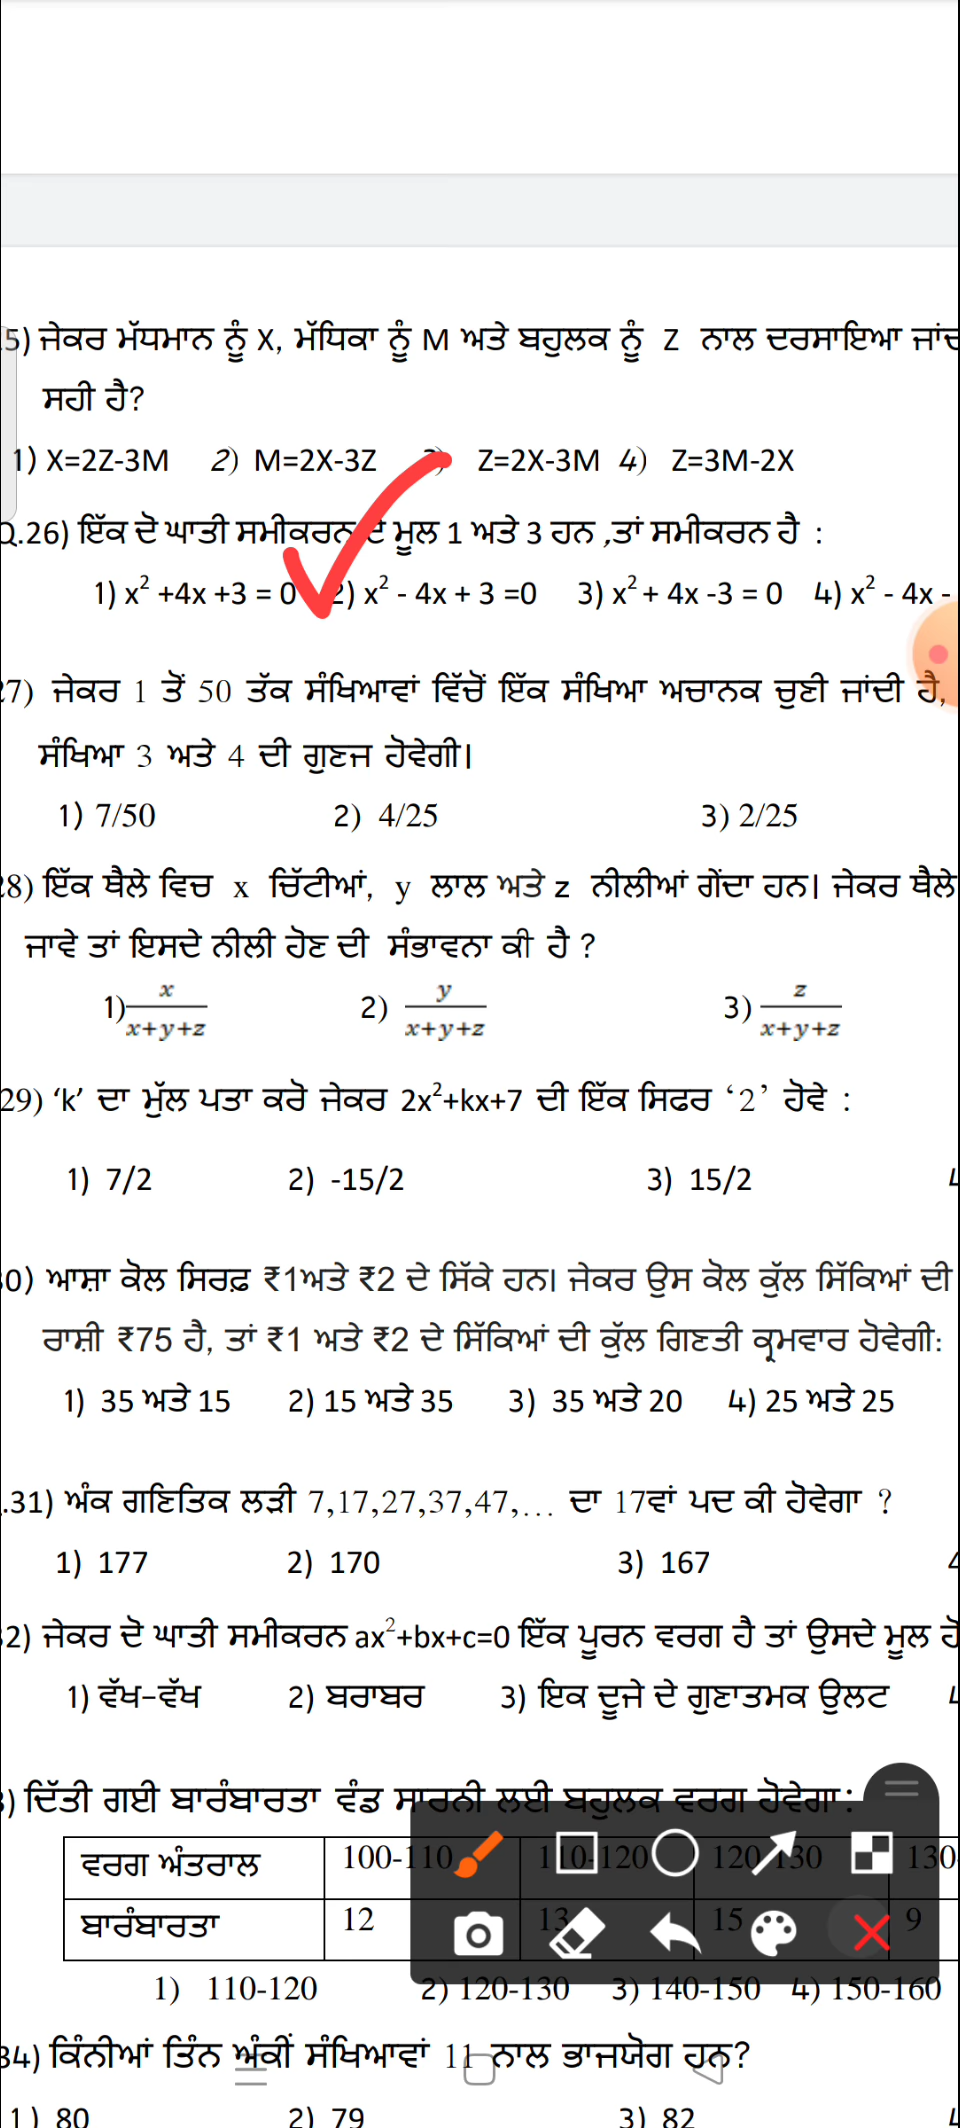 5) ਜੇਕਰ ਮੱਧਮਾਨ ਨੂੰ X, ਮੱਧਿਕਾ ਨੂੰ M ਅਤੇ ਬਹੁਲਕ ਨੂੰ Z ਨਾਲ ਦਰਸਾਇਆ
ਸਹੀ ਹੈ?
1) X=2Z-3M 2) M=2X-3Z Z=2X-3M 4) Z=3M-2X
Q.26) ਇੱਕ ਦੋ ਘਾਤੀ ਸਮੀਕਰਨ ਦੇ ਮੂਲ 1 ਅਤੇ 3 ਹਨ ,ਤਾਂ ਸਮੀਕਰਨ ਹੈ :
1) x² +4x +3 = 0 2) x² - 4x + 3 =0 3) x² + 4x -3 = 0 4) x² - 4x -
27) ਜੇਕਰ 1 ਤੋਂ 50 ਤੱਕ ਸੰਖਿਆਵਾਂ ਵਿੱਚੋਂ ਇੱਕ ਸੰਖਿਆ ਅਚਾਨਕ ਚੁਣੀ ਜਾਂਦੀ ਹੈ,
ਸੰਖਿਆ 3 ਅਤੇ 4 ਦੀ ਗੁਣਜ ਹੋਵੇਗੀ।
1) 7/50 2) 4/25 3) 2/25
28) ਇੱਕ ਥੈਲੇ ਵਿਚ x ਚਿੱਟੀਆਂ, y ਲਾਲ ਅਤੇ z ਨੀਲੀਆਂ ਗੇਂਦਾ ਹਨ। ਜੇਕਰ ਥੈਲੇ
ਜਾਵੇ ਤਾਂ ਇਸਦੇ ਨੀਲੀ ਹੋਣ ਦੀ ਸੰਭਾਵਨਾ ਕੀ ਹੈ ?
1) x/x+y+z 2) y/x+y+z 3) z/x+y+z
29) ‘k’ ਦਾ ਮੁੱਲ ਪਤਾ ਕਰੋ ਜੇਕਰ 2x²+kx+7 ਦੀ ਇੱਕ ਸਿਫਰ ‘2’ ਹੋਵੇ :
1) 7/2 2) -15/2 3) 15/2
30) ਆਸ਼ਾ ਕੋਲ ਸਿਰਫ਼ ₹1ਅਤੇ ₹2 ਦੇ ਸਿੱਕੇ ਹਨ। ਜੇਕਰ ਉਸ ਕੋਲ ਕੁੱਲ ਸਿੱਕਿਆਂ ਦੀ
ਰਾਸ਼ੀ ₹75 ਹੈ, ਤਾਂ ₹1 ਅਤੇ ₹2 ਦੇ ਸਿੱਕਿਆਂ ਦੀ ਕੁੱਲ ਗਿਣਤੀ ਕ੍ਰਮਵਾਰ ਹੋਵੇਗੀ:
1) 35 ਅਤੇ 15 2) 15 ਅਤੇ 35 3) 35 ਅਤੇ 20 4) 25 ਅਤੇ 25
.31) ਅੰਕ ਗਣਿਤਿਕ ਲੜੀ 7,17,27,37,47,... ਦਾ 17ਵਾਂ ਪਦ ਕੀ ਹੋਵੇਗਾ ?
1) 177 2) 170 3) 167
32) ਜੇਕਰ ਦੋ ਘਾਤੀ ਸਮੀਕਰਨ ax²+bx+c=0 ਇੱਕ ਪੂਰਨ ਵਰਗ ਹੈ ਤਾਂ ਉਸਦੇ ਮੂਲ
1) ਵੱਖ-ਵੱਖ 2) ਬਰਾਬਰ 3) ਇਕ ਦੂਜੇ ਦੇ ਗੁਣਾਤਮਕ ਉਲਟ
) ਦਿੱਤੀ ਗਈ ਬਾਰੰਬਾਰਤਾ ਵੰਡ ਸਾਰਨੀ ਲਈ ਬਹੁਲਕ ਵਰਗ ਹੋਵੇਗਾ:
ਵਰਗ ਅੰਤਰਾਲ 100-110 110-120 120-130 130
ਬਾਰੰਬਾਰਤਾ 12 13 15 9
1) 110-120 2) 120-130 3) 140-150 4) 150-160
34) ਕਿੰਨੀਆਂ ਤਿੰਨ ਅੰਕੀਂ ਸੰਖਿਆਵਾਂ 11 ਨਾਲ ਭਾਜਯੋਗ ਹਨ?
1) 80 2) 79 3) 82